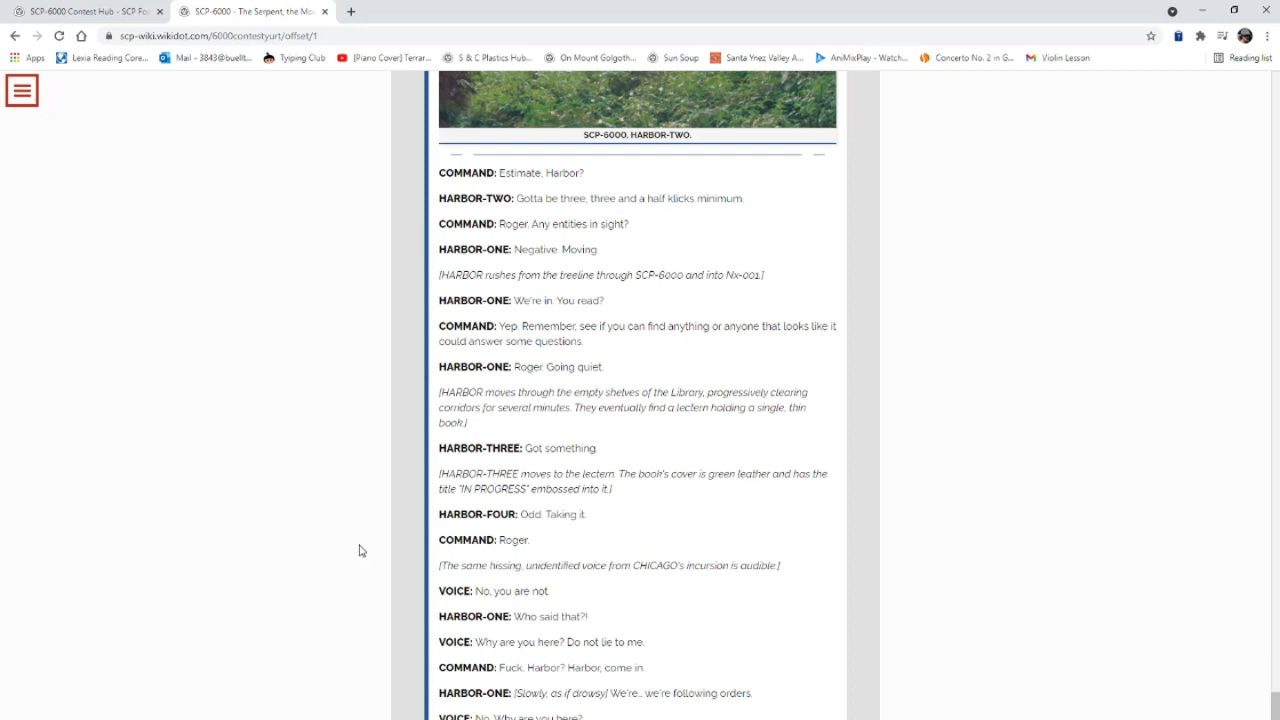 SCP-6000 Contest Hub - SCP Fo
SCP-6000 - The Serpent, the Mo
scp-wiki.wikidot.com/6000contestyurt/offset/1
Apps
Lexia Reading Core...
Mail - 3843@buellt...
Tyiping Club
[Piano Cover] Terrar...
S & C Plastics Hub...
On Mount Golgoth...
Sun Soup
Santa Ynez Valley A...
AniMixPlay - Watch...
Concerto No. 2 in G...
Violin Lesson
Reading list
SCP-6000, HARBOR-TWO.
COMMAND: Estimate, Harbor?
HARBOR-TWO: Gotta be three, three and a half klicks minimum.
COMMAND: Roger. Any entities in sight?
HARBOR-ONE: Negative. Moving.
[HARBOR rushes from the treeline through SCP-6000 and into Nx-001.]
HARBOR-ONE: We're in. You read?
COMMAND: Yep. Remember, see if you can find anything or anyone that looks like it
could answer some questions.
HARBOR-ONE: Roger. Going quiet.
[HARBOR moves through the empty shelves of the Library, progressively clearing
corridors for several minutes. They eventually find a lectern holding a single, thin
book.]
HARBOR-THREE: Got something.
[HARBOR-THREE moves to the lectern. The book's cover is green leather and has the
title "IN PROGRESS" embossed into it.]
HARBOR-FOUR: Odd. Taking it.
COMMAND: Roger.
[The same hissing, unidentified voice from CHICAGO's incursion is audible.]
VOICE: No, you are not.
HARBOR-ONE: Who said that?!
VOICE: Why are you here? Do not lie to me.
COMMAND: Fuck. Harbor? Harbor, come in.
HARBOR-ONE: [Slowly, as if drowsy] We're... we're following orders.
VOICE: No. Why are you here?